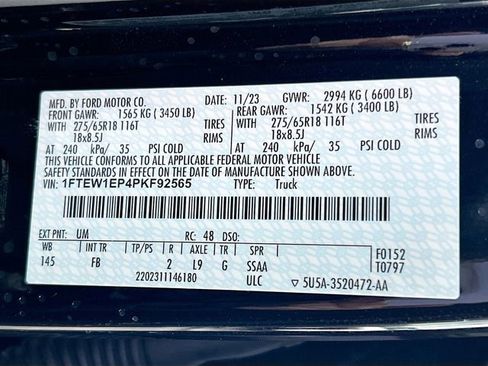 MFD. BY FORD MOTOR CO. 11/23 GVWR: 2994 KG ( 6600 LB)
FRONT GAWR: 1565 KG ( 3450 LB) REAR GAWR: 1542 KG ( 3400 LB)
WITH 275/65R18 116T TIRES WITH 275/65R18 116T TIRES
18x8.5J RIMS 18x8.5J RIMS
AT 240 kPa/ 35 PSI COLD AT 240 kPa/ 35 PSI COLD
THIS VEHICLE CONFORMS TO ALL APPLICABLE FEDERAL MOTOR VEHICLE
SAFETY STANDARDS IN EFFECT ON THE DATE OF MANUFACTURE SHOWN ABOVE.
1FTEW1EP4PKF92565 TYPE: Truck
EXT PNT: UM RC: 48 DSO:
WB INT TR TP/PS R AXLE TR SPR F0152
145 FB 2 L9 G SSAA T0797
2202311146180 ULC ▽ 5U5A-3520472-AA